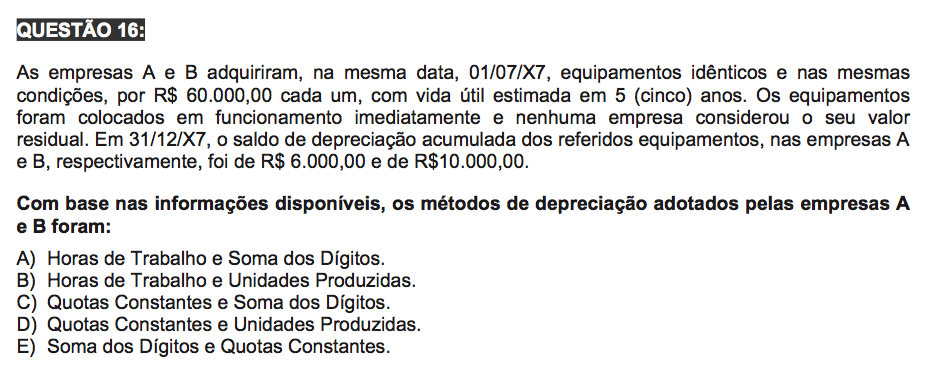 QUESTÃO 16:
As empresas A e B adquiriram, na mesma data, 01/07/X7, equipamentos idênticos e nas mesmas
condições, por R$ 60.000,00 cada um, com vida útil estimada em 5 (cinco) anos. Os equipamentos
foram colocados em funcionamento imediatamente e nenhuma empresa considerou o seu valor
residual. Em 31/12/X7, o saldo de depreciação acumulada dos referidos equipamentos, nas empresas A
e B, respectivamente, foi de R$ 6.000,00 e de R$10.000,00.
Com base nas informações disponíveis, os métodos de depreciação adotados pelas empresas A
e B foram:
A) Horas de Trabalho e Soma dos Dígitos.
B) Horas de Trabalho e Unidades Produzidas.
C) Quotas Constantes e Soma dos Dígitos.
D) Quotas Constantes e Unidades Produzidas.
E) Soma dos Dígitos e Quotas Constantes.